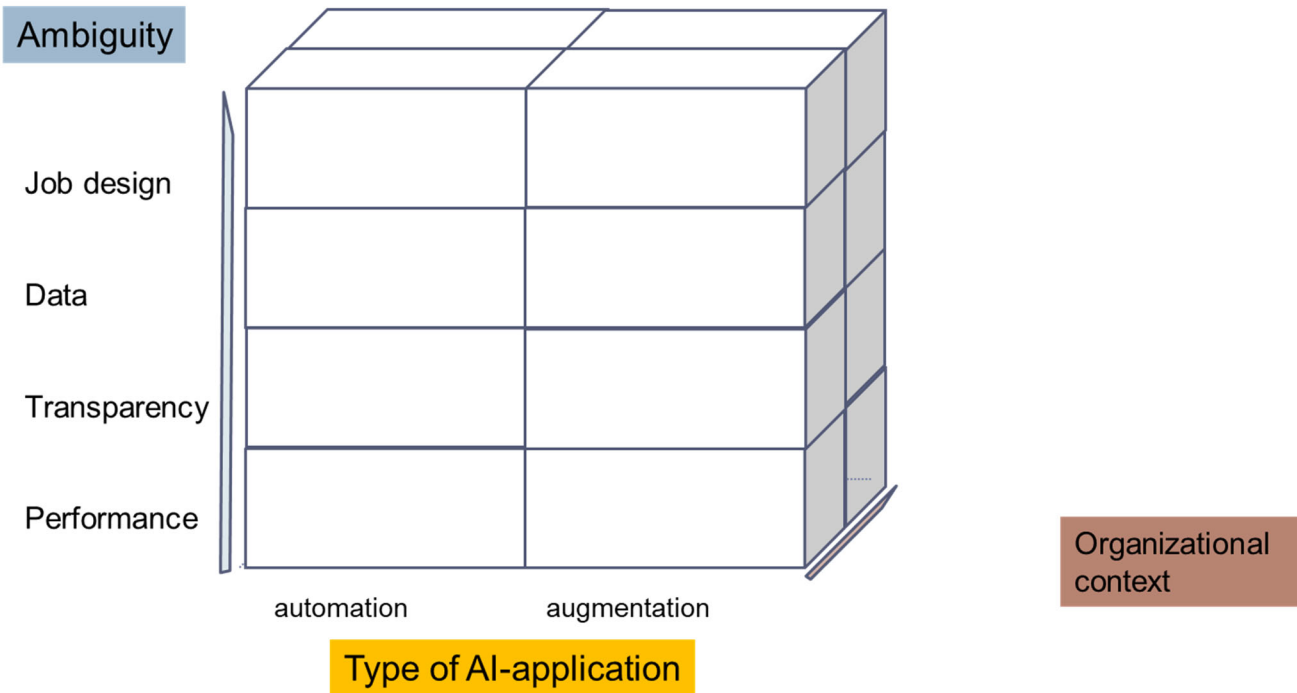 Ambiguity
Job design
Data
Transparency
Performance
automation augmentation
Type of AI-application
Organizational
context